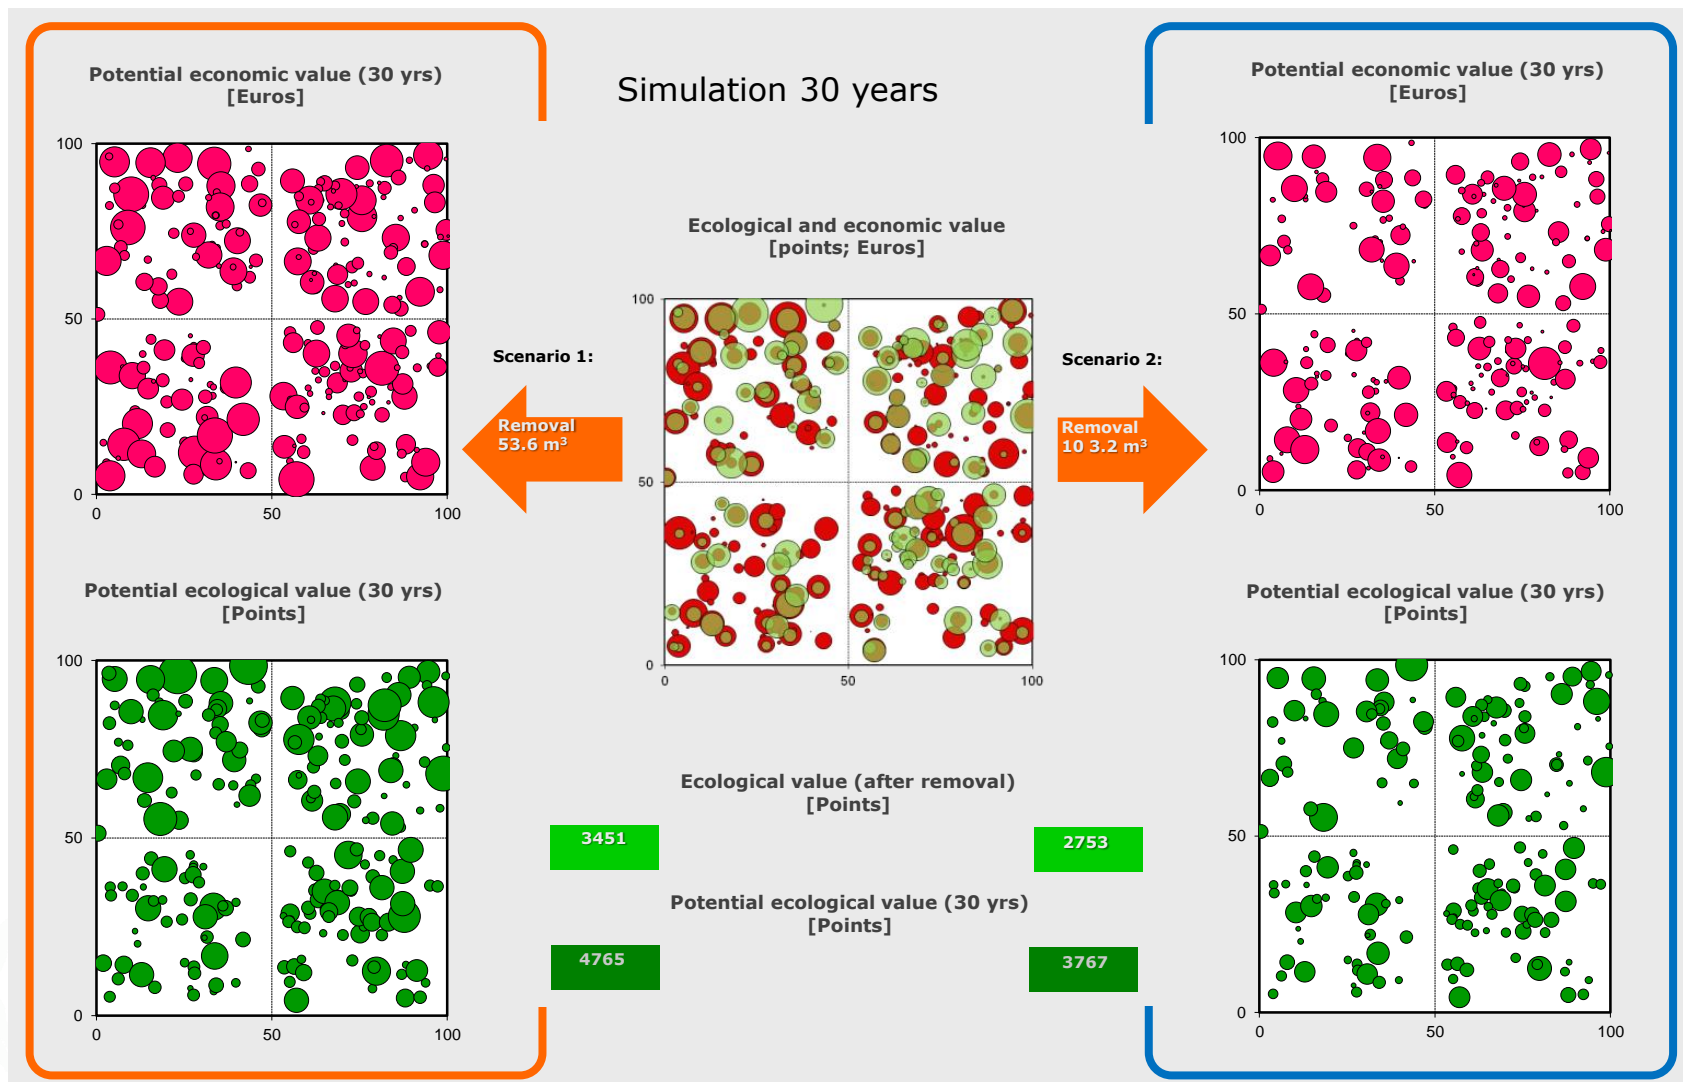 Simulation 30 years
Potential economic value (30 yrs)
[Euros]
100
50
0
0
50
100
Potential ecological value (30 yrs)
[Points]
100
50
0
0
50
100
Ecological and economic value
[points; Euros]
100
50
0
0
50
100
Scenario 1:
Removal
53.6 m³
Scenario 2:
Removal
10 3.2 m³
Ecological value (after removal)
[Points]
3451
2753
Potential ecological value (30 yrs)
[Points]
4765
3767
Potential economic value (30 yrs)
[Euros]
100
50
0
0
50
100
Potential ecological value (30 yrs)
[Points]
100
50
0
0
50
100